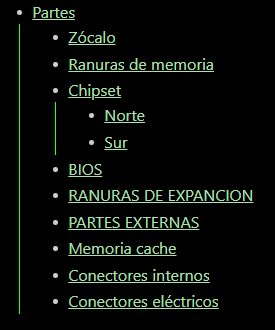 Partes
Zócalo
Ranuras de memoria
Chipset
Norte
Sur
BIOS
RANURAS DE EXPANCION
PARTES EXTERNAS
Memoria cache
Conectores internos
Conectores eléctricos